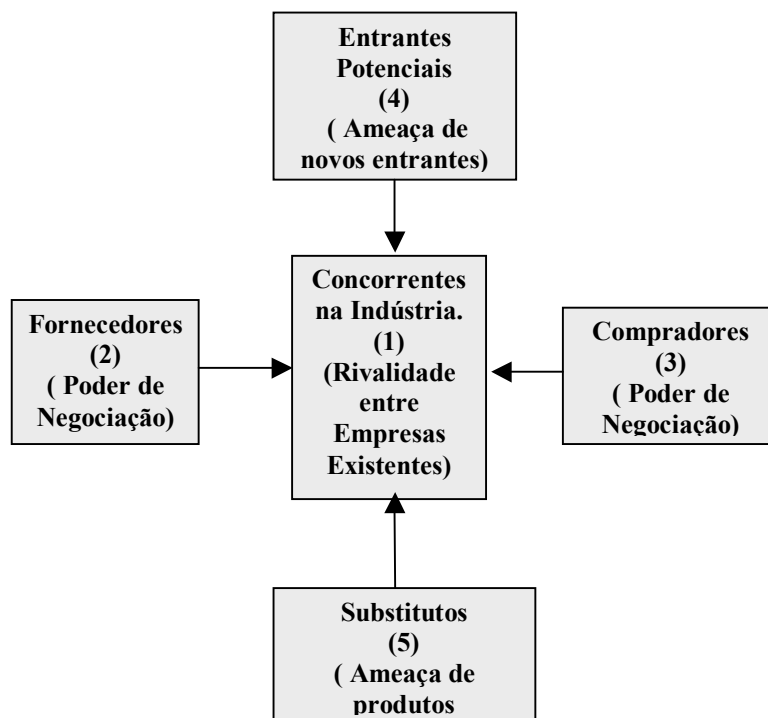 Entrantes
Potenciais
(4)
( Ameaça de
novos entrantes)
Concorrentes
na Indústria.
(1)
(Rivalidade
entre
Empresas
Existentes)
Fornecedores
(2)
( Poder de
Negociação)
Compradores
(3)
( Poder de
Negociação)
Substitutos
(5)
( Ameaça de
produtos